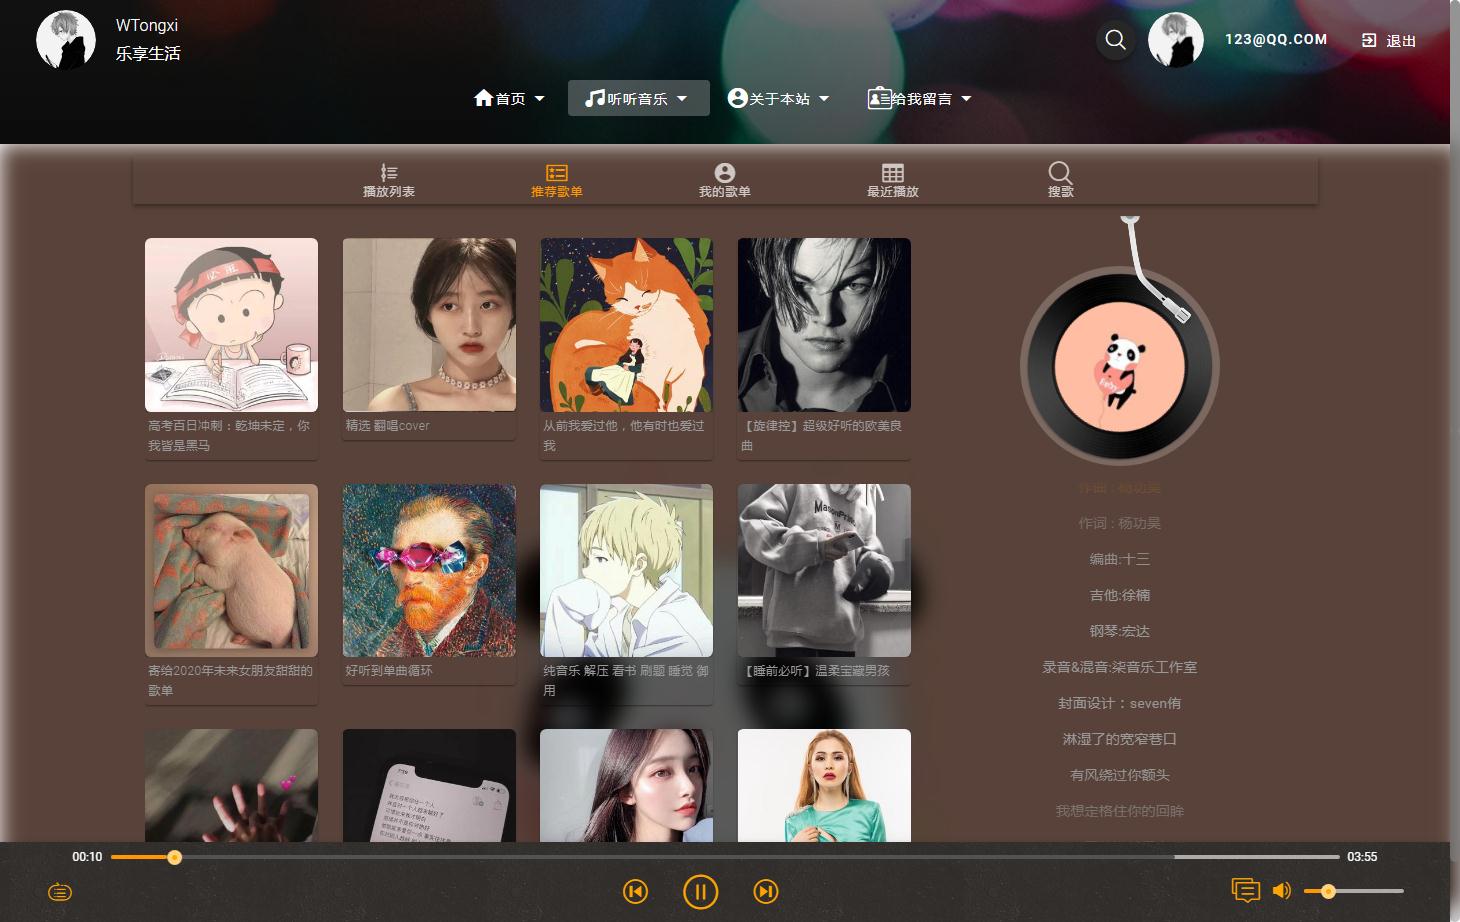 WTongxi
乐享生活
123@QQ.COM
退出
首页
听听音乐
关于本站
给我留言
播放列表
推荐歌单
我的歌单
最近播放
搜歌
必胜
高考百日冲刺：乾坤未定，你
我皆是黑马
精选 翻唱cover
从前我爱过他，他有时也爱过
我
【旋律控】超级好听的欧美良
曲
寄给2020年未来女朋友甜甜的
歌单
好听到单曲循环
纯音乐 解压 看书 刷题 睡觉 御
用
【睡前必听】温柔宝藏男孩
作曲 : 杨功昊
作词 : 杨功昊
编曲:十三
吉他:徐楠
钢琴:宏达
录音&混音:柒音乐工作室
封面设计：seven侑
淋湿了的宽窄巷口
有风绕过你额头
我想定格住你的回眸
00:10
03:55